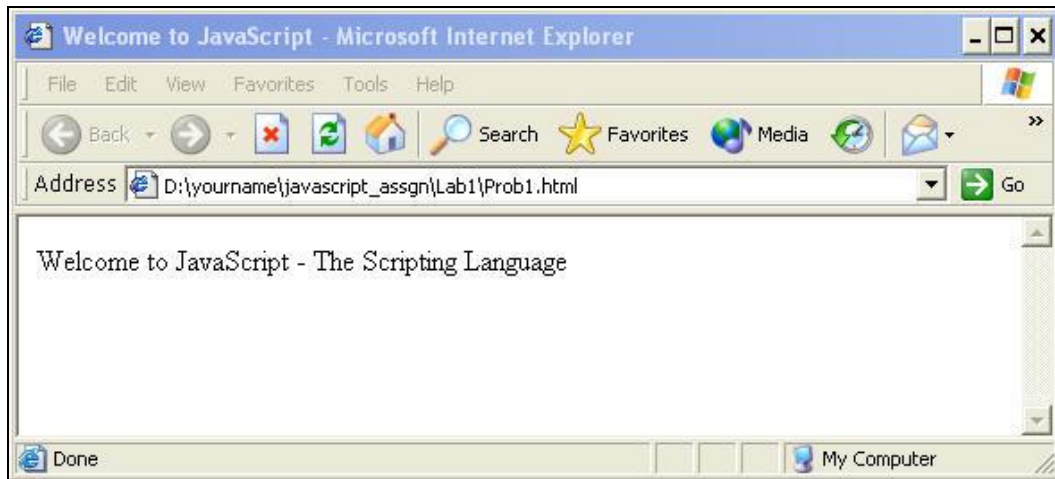 Welcome to JavaScript - Microsoft Internet Explorer
File Edit View Favorites Tools Help
Back Search Favorites Media »
Address D:\yourname\javascript_assgn\Lab1\Prob1.html Go
Welcome to JavaScript - The Scripting Language
Done My Computer